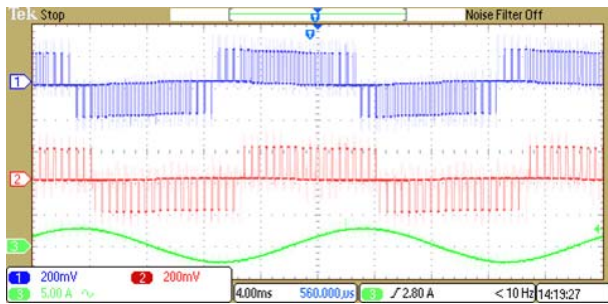 Tek Stop Noise Filter Off
T
T
1
2
3
1 200mV 2 200mV
3 5.00 A 4.00ms 560.000µs 3 2.80 A < 10 Hz 14:19:27